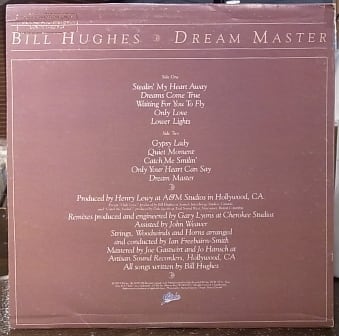 BILL HUGHES DREAM MASTER
Side One
Stealin' My Heart Away
Dreams Come True
Waiting For You To Fly
Only Love
Lower Lights
Side Two
Gypsy Lady
Quiet Moment
Catch Me Smilin'
Only Your Heart Can Say
Dream Master
Produced by Henry Lewy at A&M Studios in Hollywood, CA.
Remixes produced and engineered by Gary Lyons at Cherokee Studios
Assisted by John Weaver
Strings, Woodwinds and Horns arranged
and conducted by Ian Freebairn-Smith
Mastered by Joe Gastwirt and Jo Hansch at
Artisan Sound Recorders, Hollywood, CA
All songs written by Bill Hughes
Epic